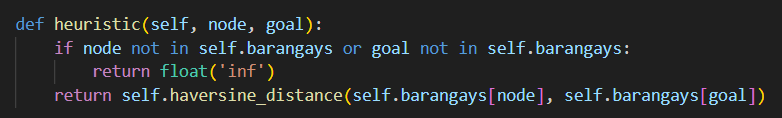 def heuristic(self, node, goal):
    if node not in self.barangays or goal not in self.barangays:
        return float('inf')
    return self.haversine_distance(self.barangays[node], self.barangays[goal])